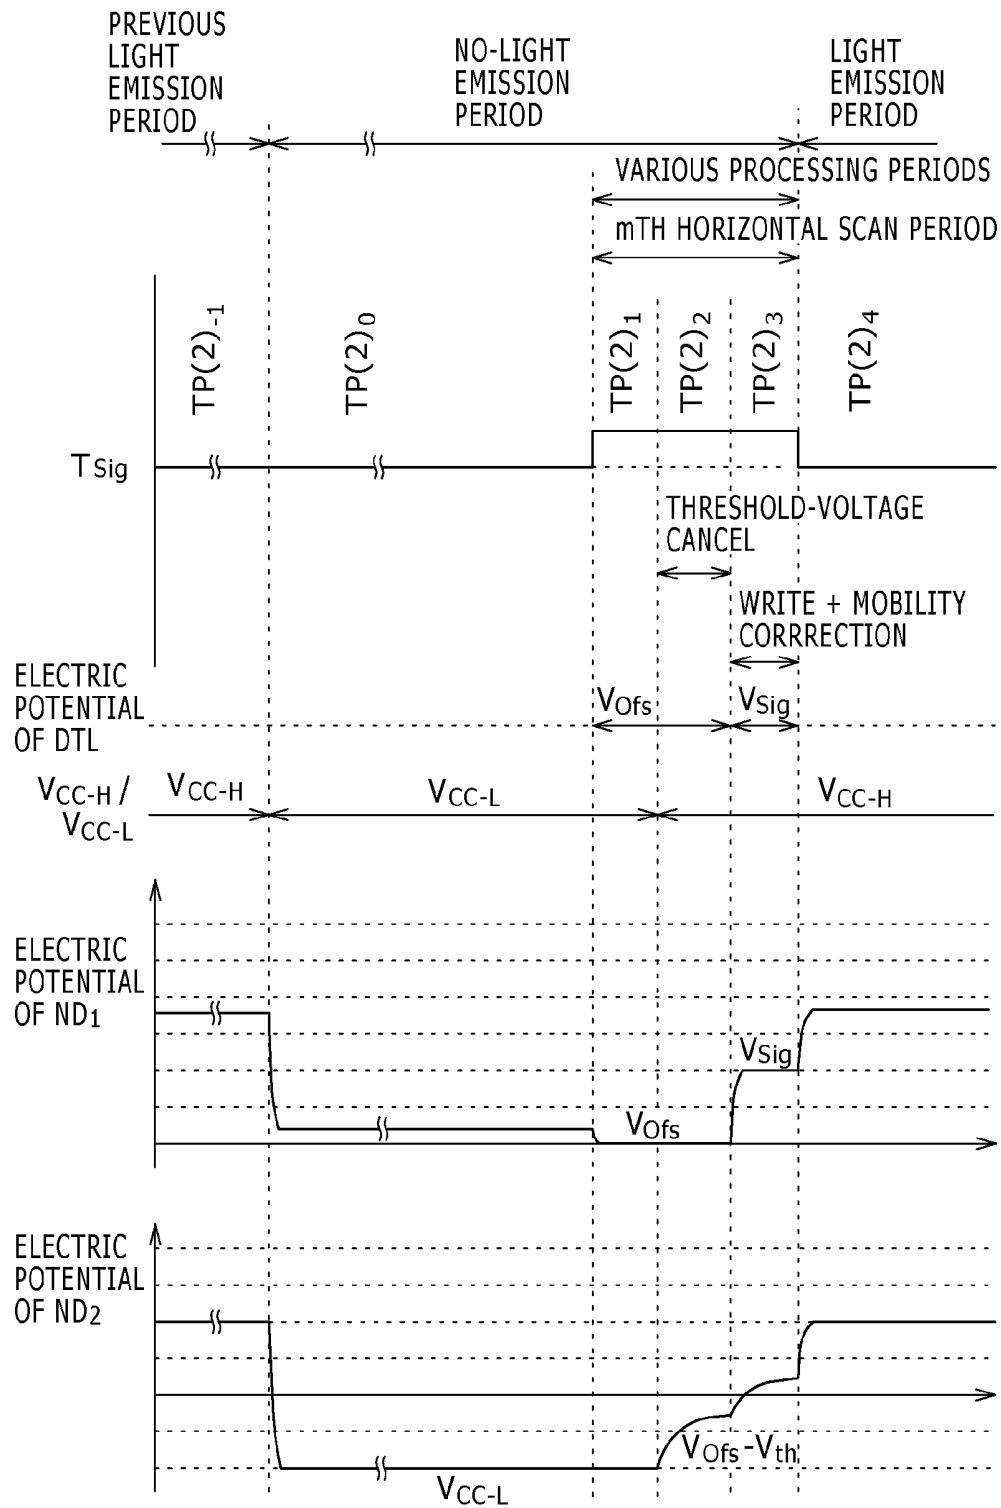 PREVIOUS
LIGHT
EMISSION
PERIOD
NO-LIGHT
EMISSION
PERIOD
LIGHT
EMISSION
PERIOD
VARIOUS PROCESSING PERIODS
mTH HORIZONTAL SCAN PERIOD
TP(2)-1
TP(2)0
TP(2)1
TP(2)2
TP(2)3
TP(2)4
TSig
THRESHOLD-VOLTAGE
CANCEL
WRITE + MOBILITY
CORRRECTION
ELECTRIC
POTENTIAL
OF DTL
VOfs
VSig
VCC-H /
VCC-L
VCC-H
VCC-L
VCC-H
ELECTRIC
POTENTIAL
OF ND1
VSig
VOfs
ELECTRIC
POTENTIAL
OF ND2
VOfs-Vth
VCC-L